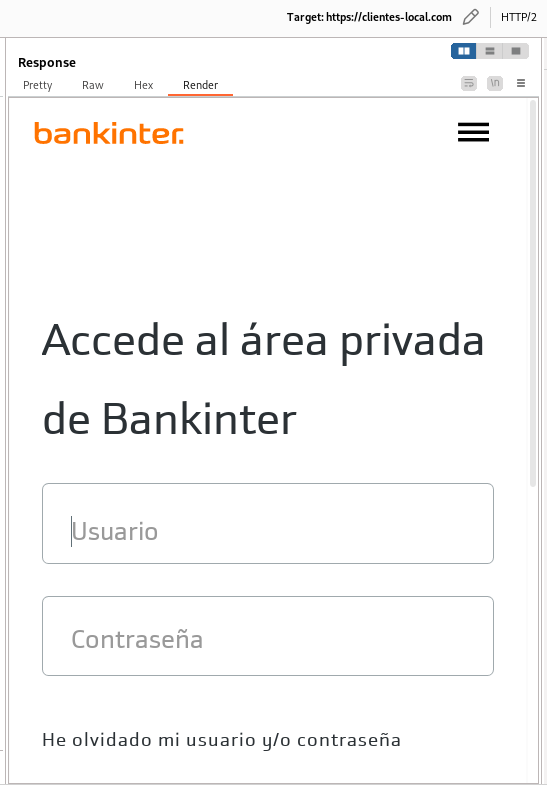 Target: https://clientes-local.com HTTP/2
Response
Pretty Raw Hex Render
\n
bankinter.
Accede al área privada
de Bankinter
Usuario
Contraseña
He olvidado mi usuario y/o contraseña